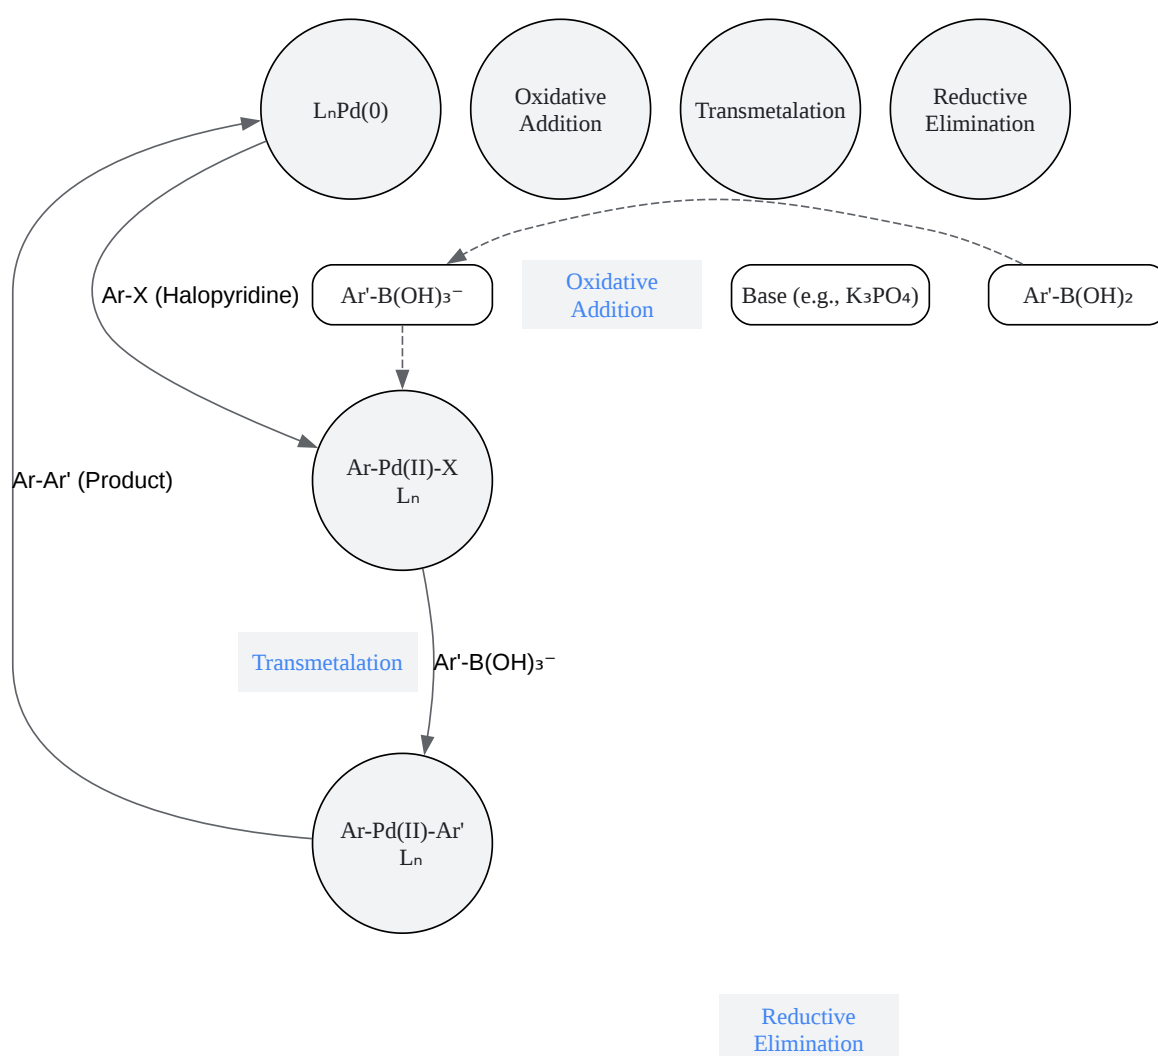 LₙPd(0)
Oxidative
Addition
Transmetalation
Reductive
Elimination
Ar-X (Halopyridine)
Ar'-B(OH)₃⁻
Oxidative
Addition
Base (e.g., K₃PO₄)
Ar'-B(OH)₂
Ar-Pd(II)-X
Lₙ
Ar-Ar' (Product)
Transmetalation
Ar'-B(OH)₃⁻
Ar-Pd(II)-Ar'
Lₙ
Reductive
Elimination